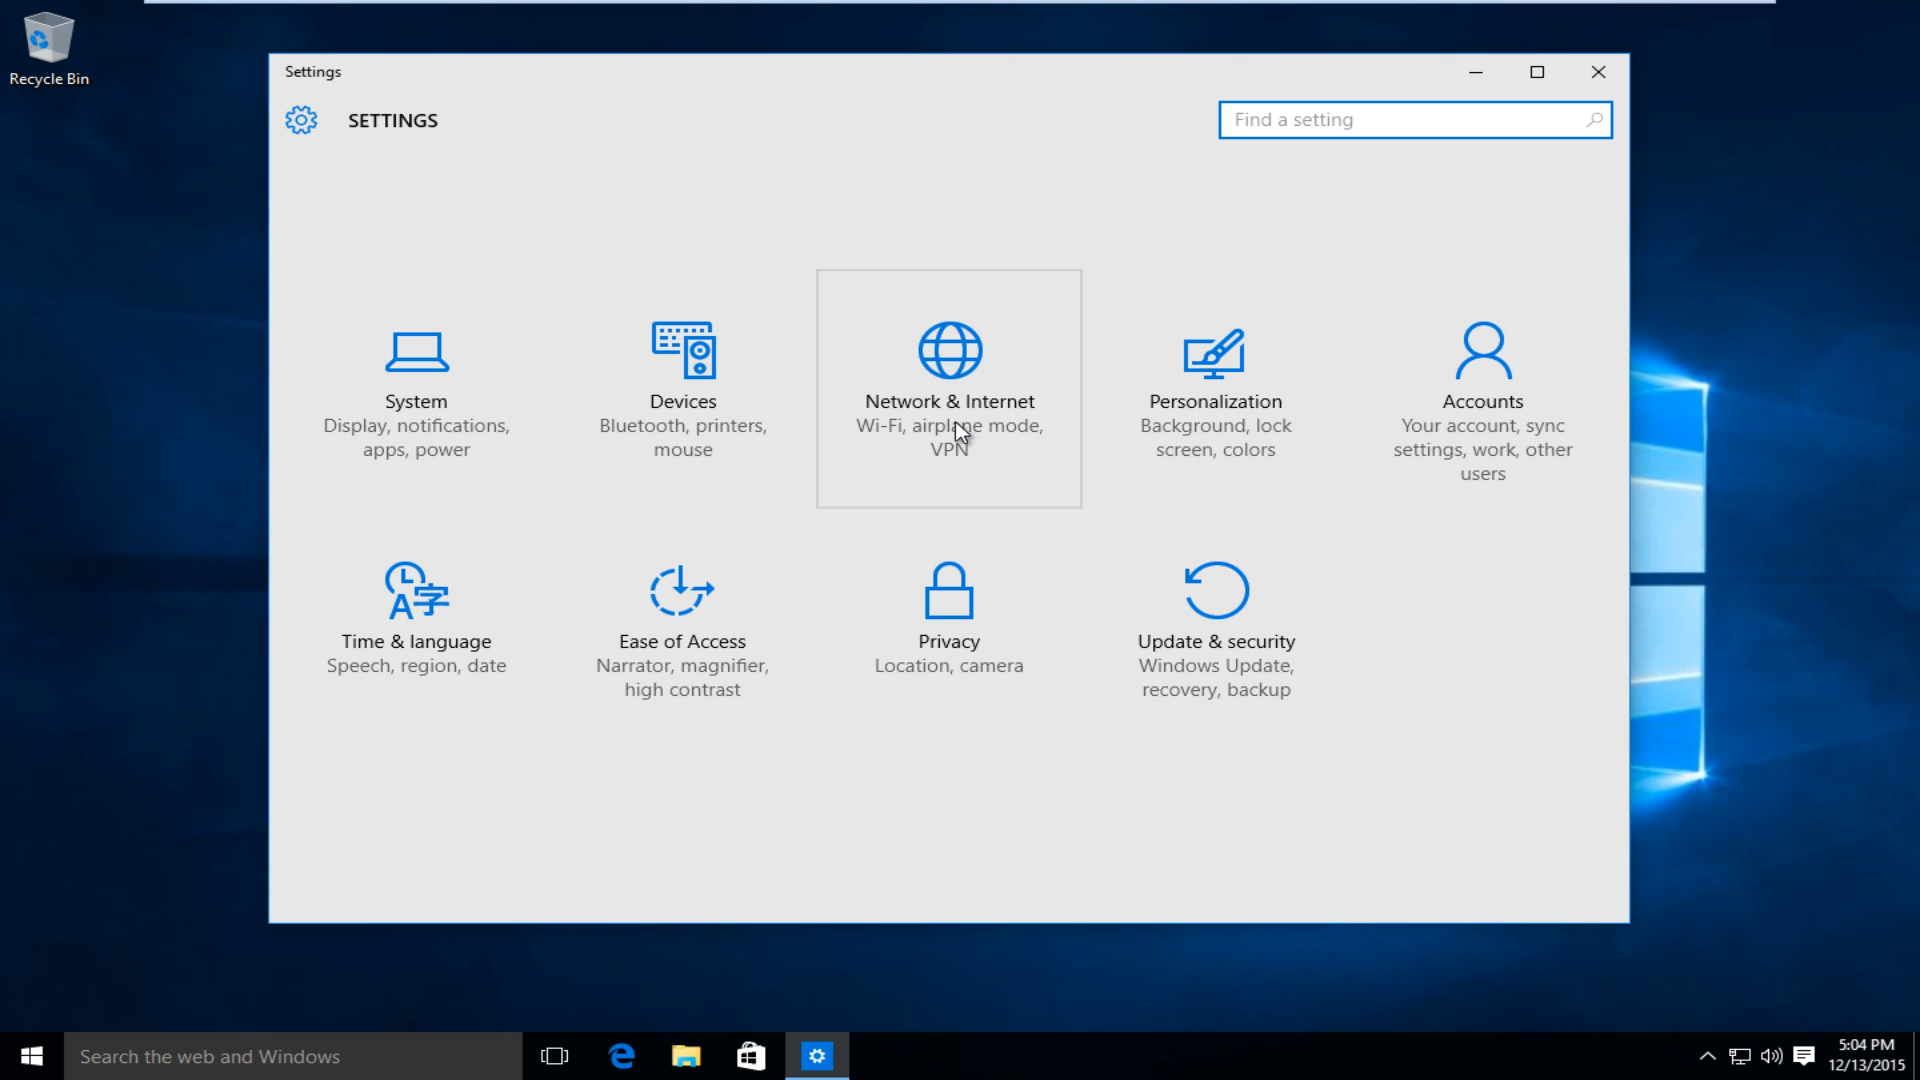 Recycle Bin
Settings
SETTINGS
Find a setting
System
Display, notifications,
apps, power
Devices
Bluetooth, printers,
mouse
Network & Internet
Wi-Fi, airplane mode,
VPN
Personalization
Background, lock
screen, colors
Accounts
Your account, sync
settings, work, other
users
Time & language
Speech, region, date
Ease of Access
Narrator, magnifier,
high contrast
Privacy
Location, camera
Update & security
Windows Update,
recovery, backup
Search the web and Windows
5:04 PM
12/13/2015